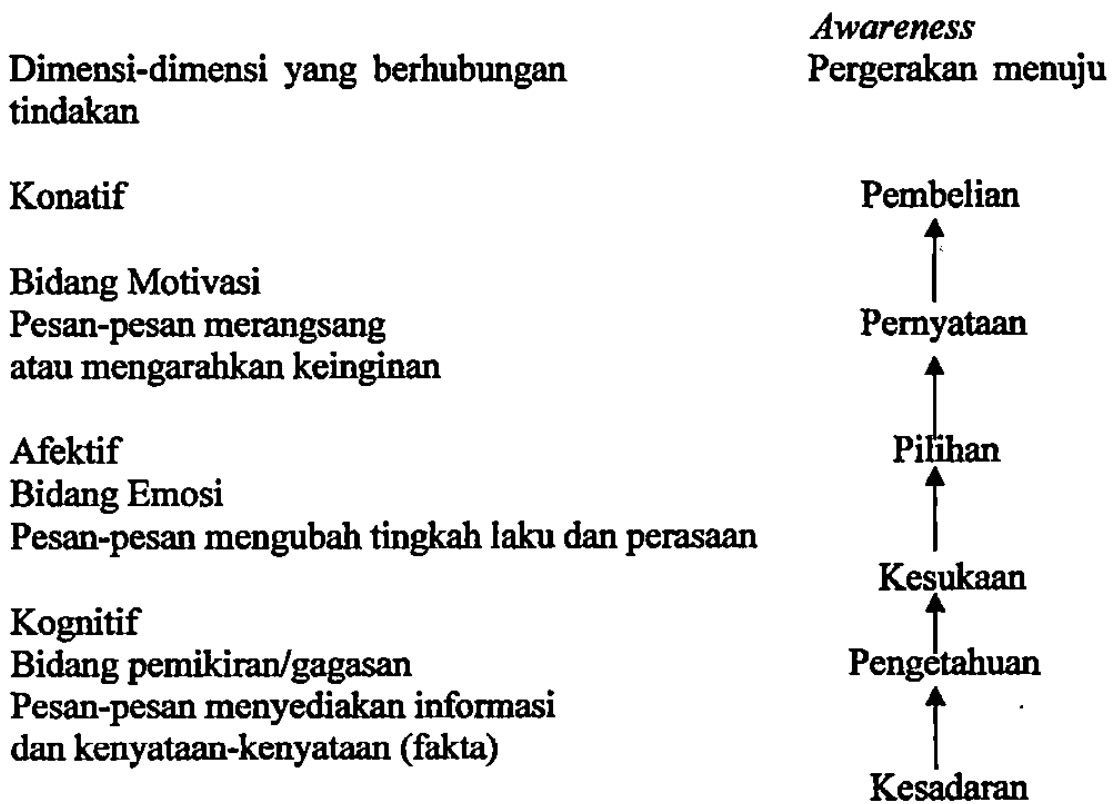 Awareness
Dimensi-dimensi yang berhubungan
Pergerakan menuju
tindakan
Konatif
Pembelian
Bidang Motivasi
Pesan-pesan merangsang
Pernyataan
atau mengarahkan keinginan
Afektif
Pilihan
Bidang Emosi
Pesan-pesan mengubah tingkah laku dan perasaan
Kesukaan
Kognitif
Bidang pemikiran/gagasan
Pengetahuan
Pesan-pesan menyediakan informasi
dan kenyataan-kenyataan (fakta)
Kesadaran